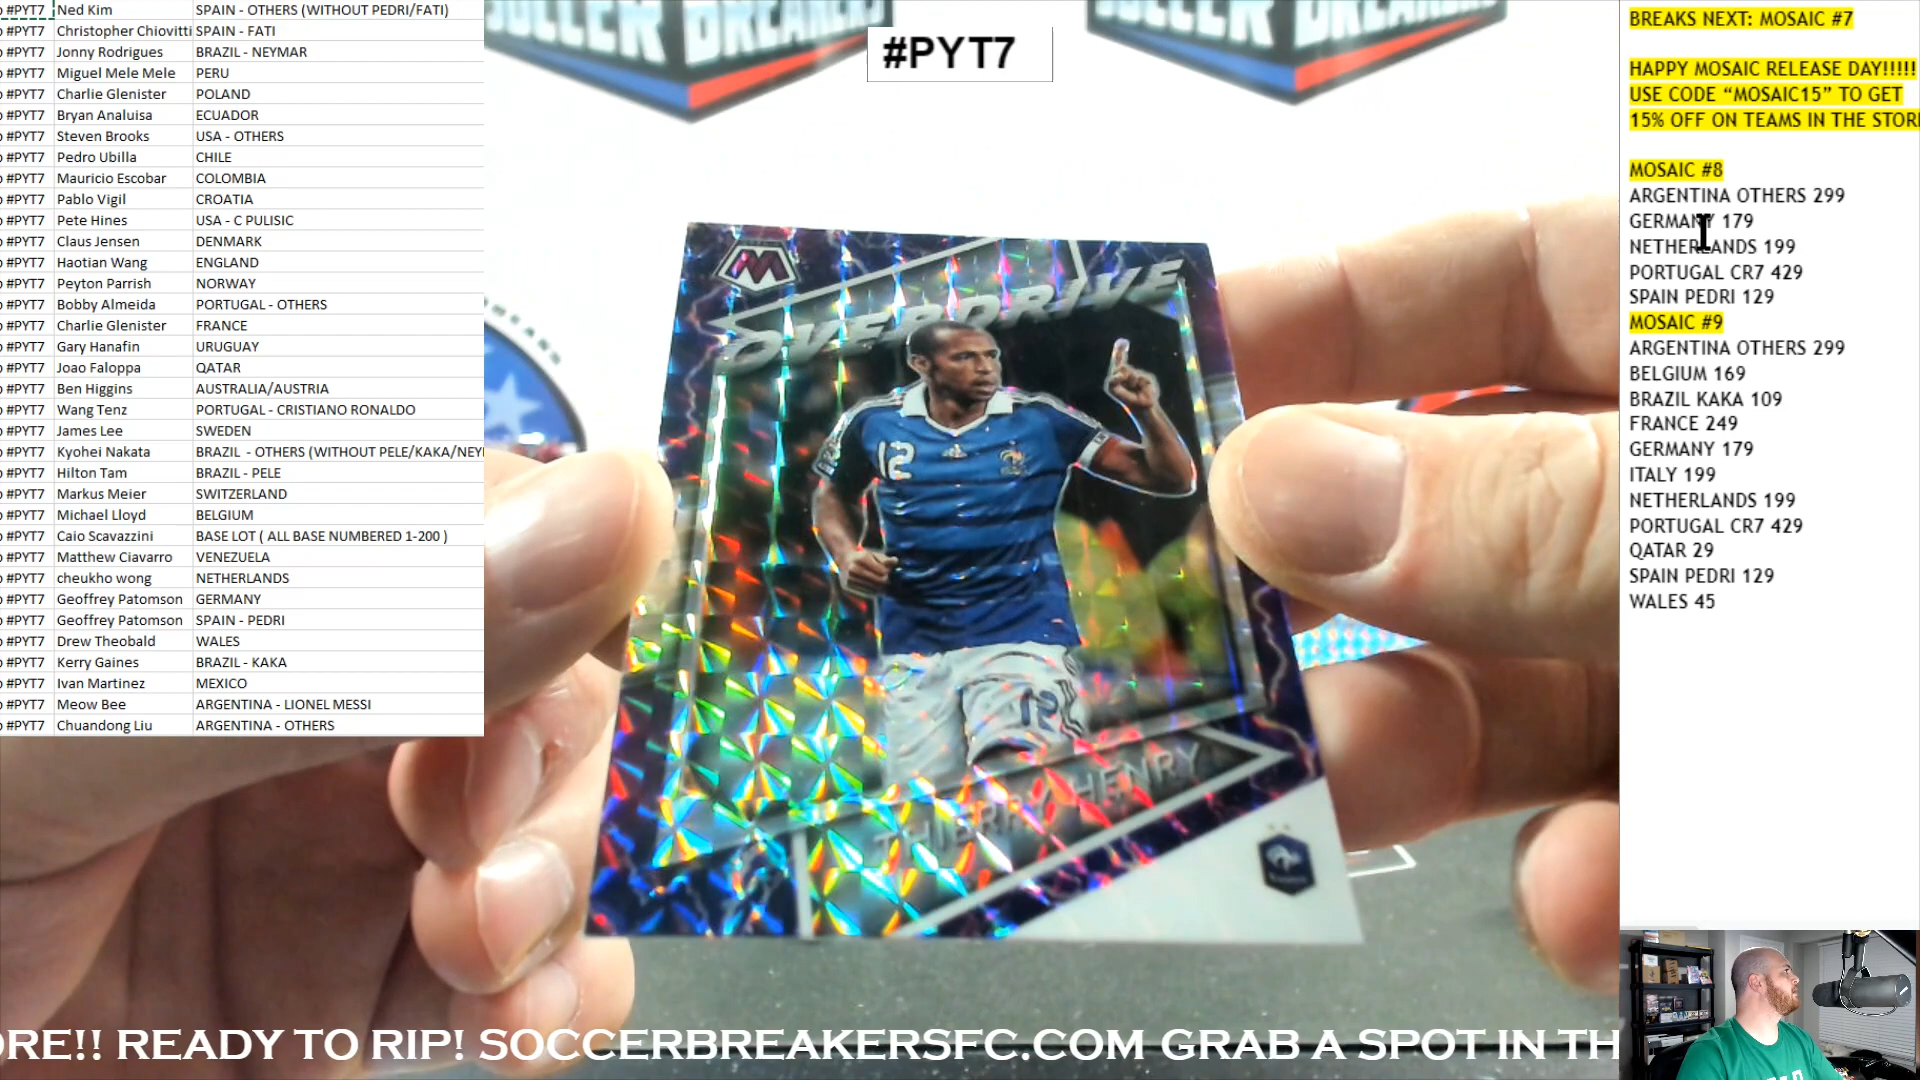 #PYT7 Ned Kim SPAIN - OTHERS (WITHOUT PEDRI/FATI)
#PYT7 Christopher Chiovitti SPAIN - FATI
#PYT7 Jonny Rodrigues BRAZIL - NEYMAR
#PYT7 Miguel Mele Mele PERU
#PYT7 Charlie Glenister POLAND
#PYT7 Bryan Analuisa ECUADOR
#PYT7 Steven Brooks USA - OTHERS
#PYT7 Pedro Ubilla CHILE
#PYT7 Mauricio Escobar COLOMBIA
#PYT7 Pablo Vigil CROATIA
#PYT7 Pete Hines USA - C PULISIC
#PYT7 Claus Jensen DENMARK
#PYT7 Haotian Wang ENGLAND
#PYT7 Peyton Parrish NORWAY
#PYT7 Bobby Almeida PORTUGAL - OTHERS
#PYT7 Charlie Glenister FRANCE
#PYT7 Gary Hanafin URUGUAY
#PYT7 Joao Faloppa QATAR
#PYT7 Ben Higgins AUSTRALIA/AUSTRIA
#PYT7 Wang Tenz PORTUGAL - CRISTIANO RONALDO
#PYT7 James Lee SWEDEN
#PYT7 Kyohei Nakata BRAZIL - OTHERS (WITHOUT PELE/KAKA/NEY
#PYT7 Hilton Tam BRAZIL - PELE
#PYT7 Markus Meier SWITZERLAND
#PYT7 Michael Lloyd BELGIUM
#PYT7 Caio Scavazzini BASE LOT ( ALL BASE NUMBERED 1-200 )
#PYT7 Matthew Ciavarro VENEZUELA
#PYT7 cheukho wong NETHERLANDS
#PYT7 Geoffrey Patomson GERMANY
#PYT7 Geoffrey Patomson SPAIN - PEDRI
#PYT7 Drew Theobald WALES
#PYT7 Kerry Gaines BRAZIL - KAKA
#PYT7 Ivan Martinez MEXICO
#PYT7 Meow Bee ARGENTINA - LIONEL MESSI
#PYT7 Chuandong Liu ARGENTINA - OTHERS
SOCCER BREAKERS
#PYT7
SOCCER BREAKERS
M
OVERDRIVE
12
12
THIERRY HENRY
BREAKS NEXT: MOSAIC #7
HAPPY MOSAIC RELEASE DAY!!!!!
USE CODE “MOSAIC15” TO GET
15% OFF ON TEAMS IN THE STOR
MOSAIC #8
ARGENTINA OTHERS 299
GERMANY 179
NETHERLANDS 199
PORTUGAL CR7 429
SPAIN PEDRI 129
MOSAIC #9
ARGENTINA OTHERS 299
BELGIUM 169
BRAZIL KAKA 109
FRANCE 249
GERMANY 179
ITALY 199
NETHERLANDS 199
PORTUGAL CR7 429
QATAR 29
SPAIN PEDRI 129
WALES 45
ORE!! READY TO RIP! SOCCERBREAKERSFC.COM GRAB A SPOT IN TH